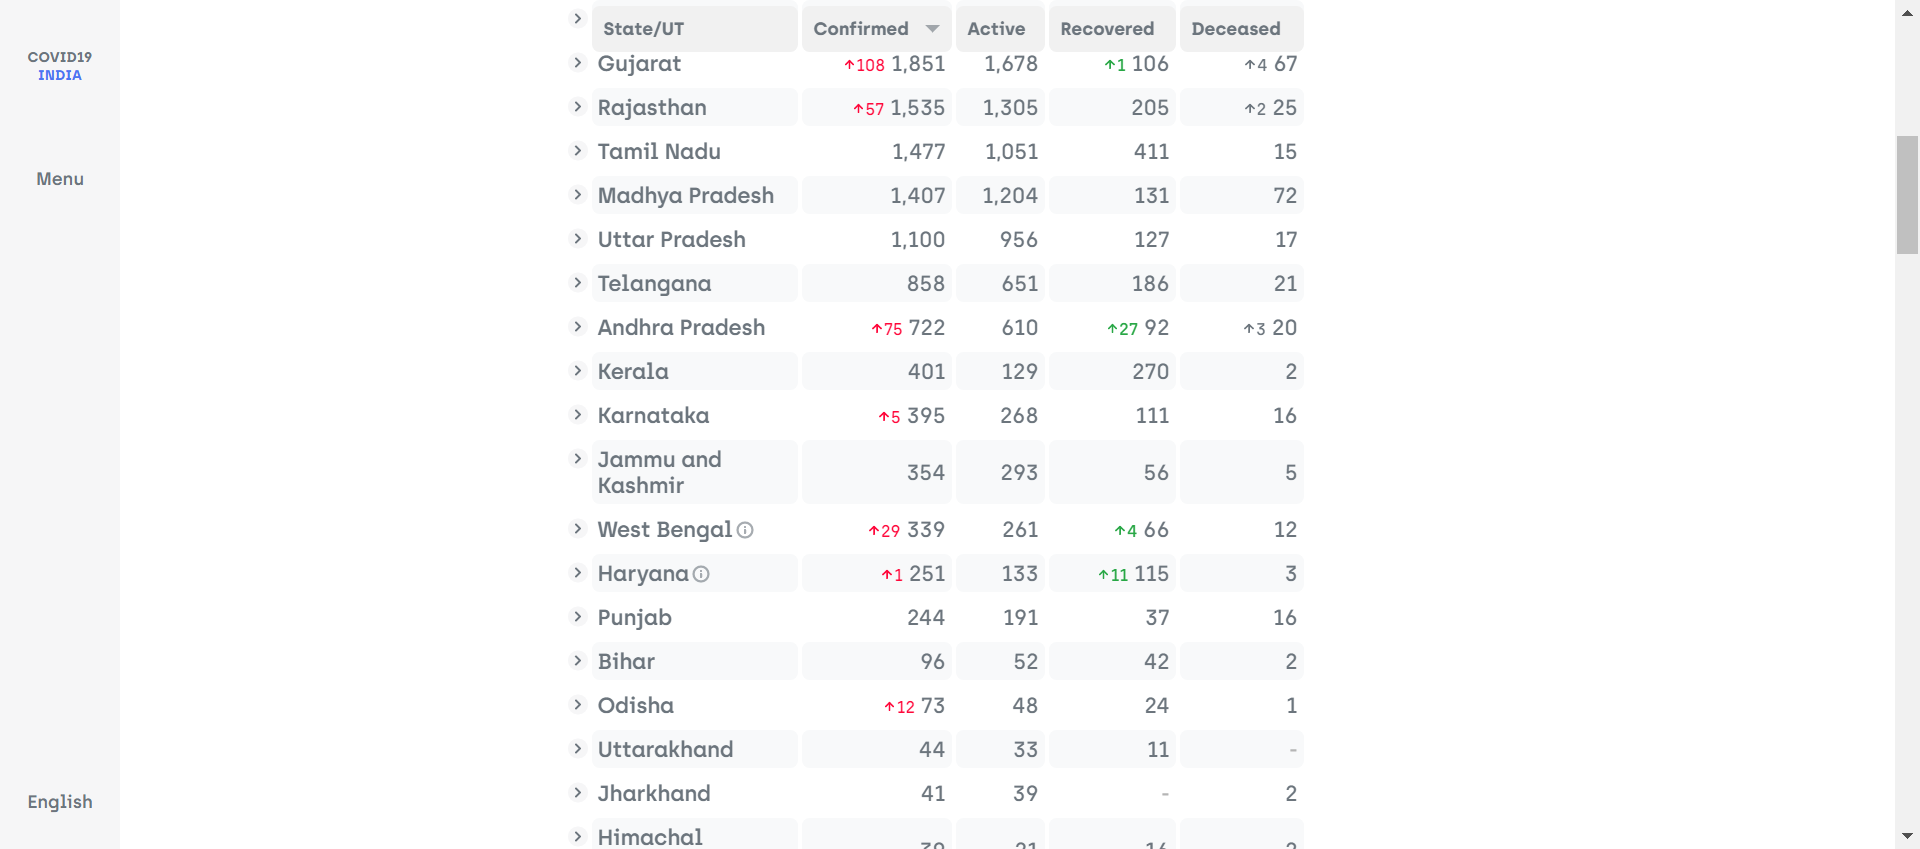 COVID19
INDIA
Menu
English
State/UT Confirmed Active Recovered Deceased
Gujarat ↑108 1,851 1,678 ↑1 106 ↑4 67
Rajasthan ↑57 1,535 1,305 205 ↑2 25
Tamil Nadu 1,477 1,051 411 15
Madhya Pradesh 1,407 1,204 131 72
Uttar Pradesh 1,100 956 127 17
Telangana 858 651 186 21
Andhra Pradesh ↑75 722 610 ↑27 92 ↑3 20
Kerala 401 129 270 2
Karnataka ↑5 395 268 111 16
Jammu and
Kashmir 354 293 56 5
West Bengal ↑29 339 261 ↑4 66 12
Haryana ↑1 251 133 ↑11 115 3
Punjab 244 191 37 16
Bihar 96 52 42 2
Odisha ↑12 73 48 24 1
Uttarakhand 44 33 11 -
Jharkhand 41 39 - 2
Himachal